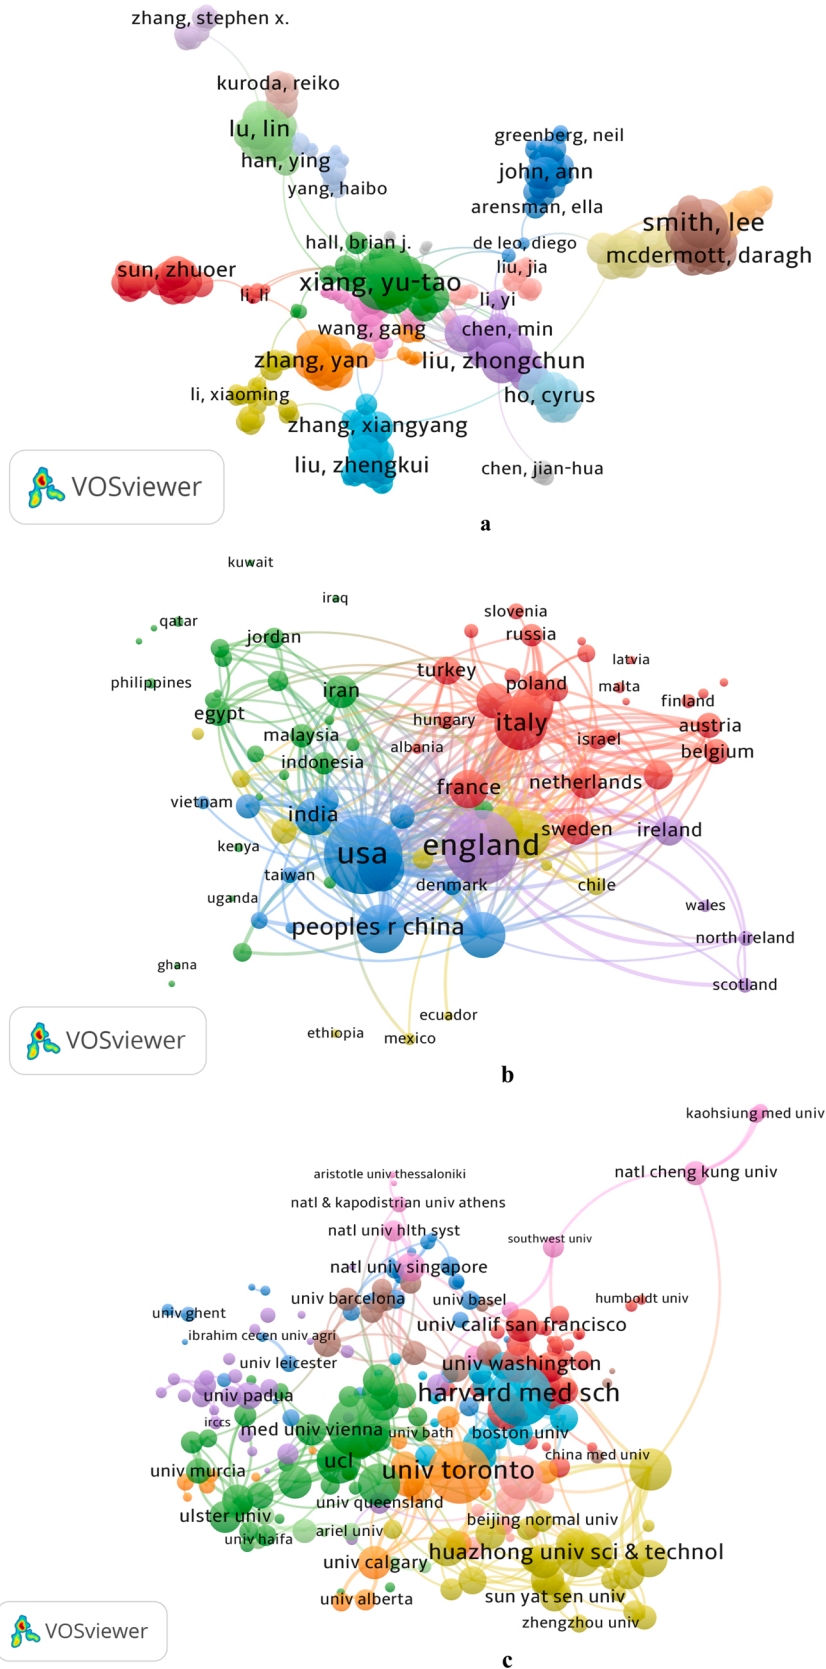 zhang, stephen x.
kuroda, reiko
lu, lin
han, ying
yang, haibo
greenberg, neil
john, ann
arensman, ella
smith, lee
mcdermott, daragh
hall, brian j.
de leo, diego
liu, jia
sun, zhuoer
li, li
xiang, yu-tao
li, yi
wang, gang
chen, min
zhang, yan
liu, zhongchun
li, xiaoming
ho, cyrus
zhang, xiangyang
liu, zhengkui
chen, jian-hua
VOSviewer
a
kuwait
iraq
qatar
slovenia
jordan
russia
latvia
turkey
philippines
iran
poland
malta
finland
egypt
hungary
italy
austria
malaysia
albania
israel
belgium
indonesia
france
netherlands
vietnam
india
sweden
ireland
kenya
usa
england
taiwan
denmark
chile
uganda
wales
peoples r china
north ireland
ghana
scotland
ecuador
ethiopia
mexico
VOSviewer
b
kaohsiung med univ
aristotle univ thessaloniki
natl cheng kung univ
natl & kapodistrian univ athens
natl univ hlth syst
southwest univ
natl univ singapore
univ barcelona
univ basel
humboldt univ
univ ghent
univ calif san francisco
ibrahim cecen univ agri
univ leicester
univ washington
univ padua
harvard med sch
irccs
med univ vienna
univ bath
boston univ
china med univ
univ murcia
ucl
univ toronto
univ queensland
ulster univ
beijing normal univ
univ haifa
ariel univ
univ calgary
huazhong univ sci & technol
univ alberta
sun yat sen univ
zhengzhou univ
VOSviewer
c